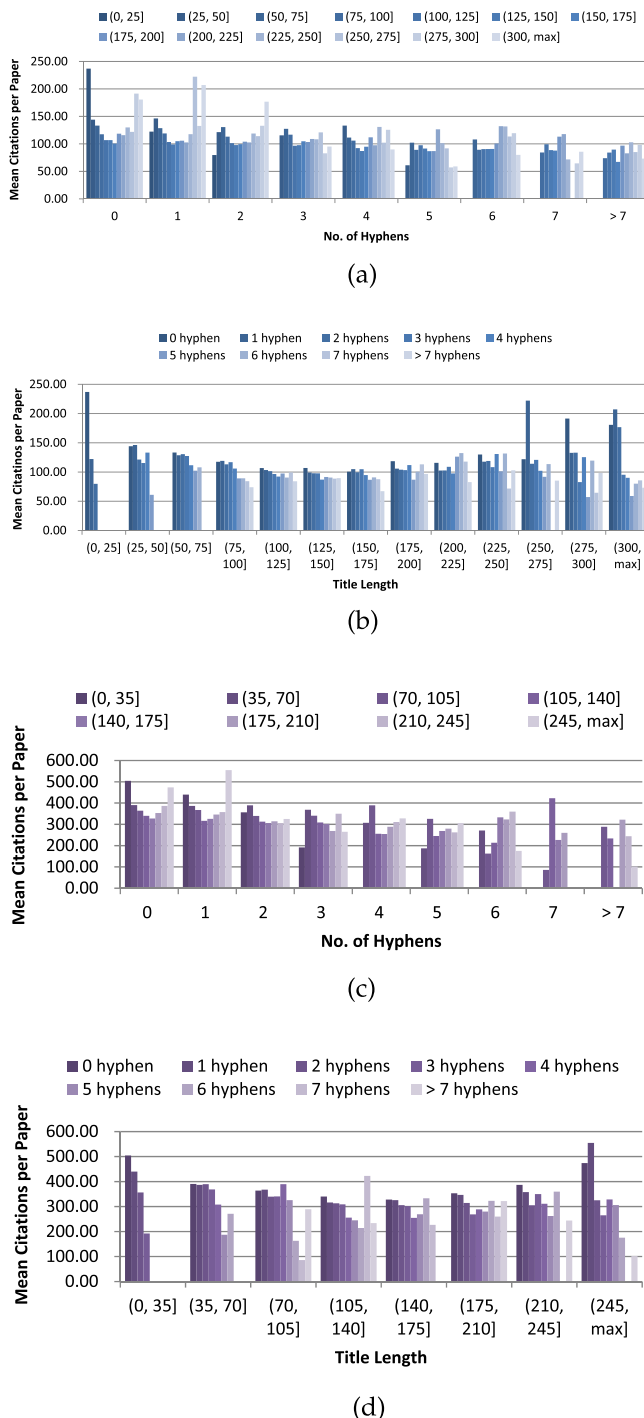 (0, 25] (25, 50] (50, 75] (75, 100] (100, 125] (125, 150] (150, 175]
(175, 200] (200, 225] (225, 250] (250, 275] (275, 300] (300, max]
Mean Citations per Paper
250.00
200.00
150.00
100.00
50.00
0.00
0 1 2 3 4 5 6 7 > 7
No. of Hyphens
(a)
0 hyphen 1 hyphen 2 hyphens 3 hyphens 4 hyphens
5 hyphens 6 hyphens 7 hyphens > 7 hyphens
Mean Citatinos per Paper
250.00
200.00
150.00
100.00
50.00
0.00
(0, 25] (25, 50] (50, 75] (75, (100, (125, (150, (175, (200, (225, (250, (275, (300,
100] 125] 150] 175] 200] 225] 250] 275] 300] max]
Title Length
(b)
(0, 35] (35, 70] (70, 105] (105, 140]
(140, 175] (175, 210] (210, 245] (245, max]
Mean Citations per Paper
600.00
500.00
400.00
300.00
200.00
100.00
0.00
0 1 2 3 4 5 6 7 > 7
No. of Hyphens
(c)
0 hyphen 1 hyphen 2 hyphens 3 hyphens 4 hyphens
5 hyphens 6 hyphens 7 hyphens > 7 hyphens
Mean Citations per Paper
600.00
500.00
400.00
300.00
200.00
100.00
0.00
(0, 35] (35, 70] (70, (105, (140, (175, (210, (245,
105] 140] 175] 210] 245] max]
Title Length
(d)